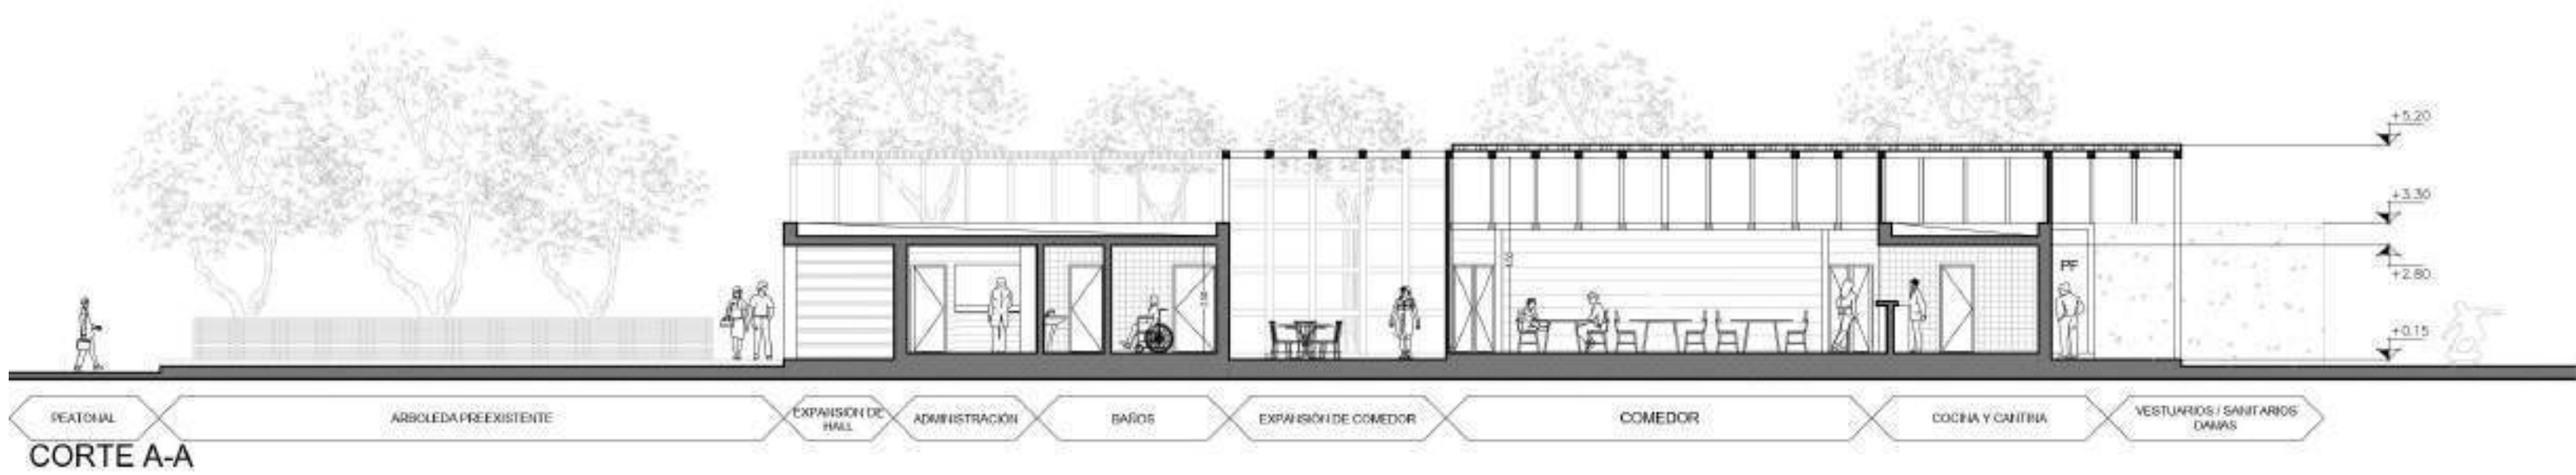 +5.20
+3.30
PF
+2.80
+0.15
PEATONAL
ARBOLEDA PREEXISTENTE
EXPANSIÓN DE
HALL
ADMINISTRACIÓN
BAÑOS
EXPANSIÓN DE COMEDOR
COMEDOR
COCINA Y CANTINA
VESTUARIOS / SANITARIOS
DAMAS
CORTE A-A